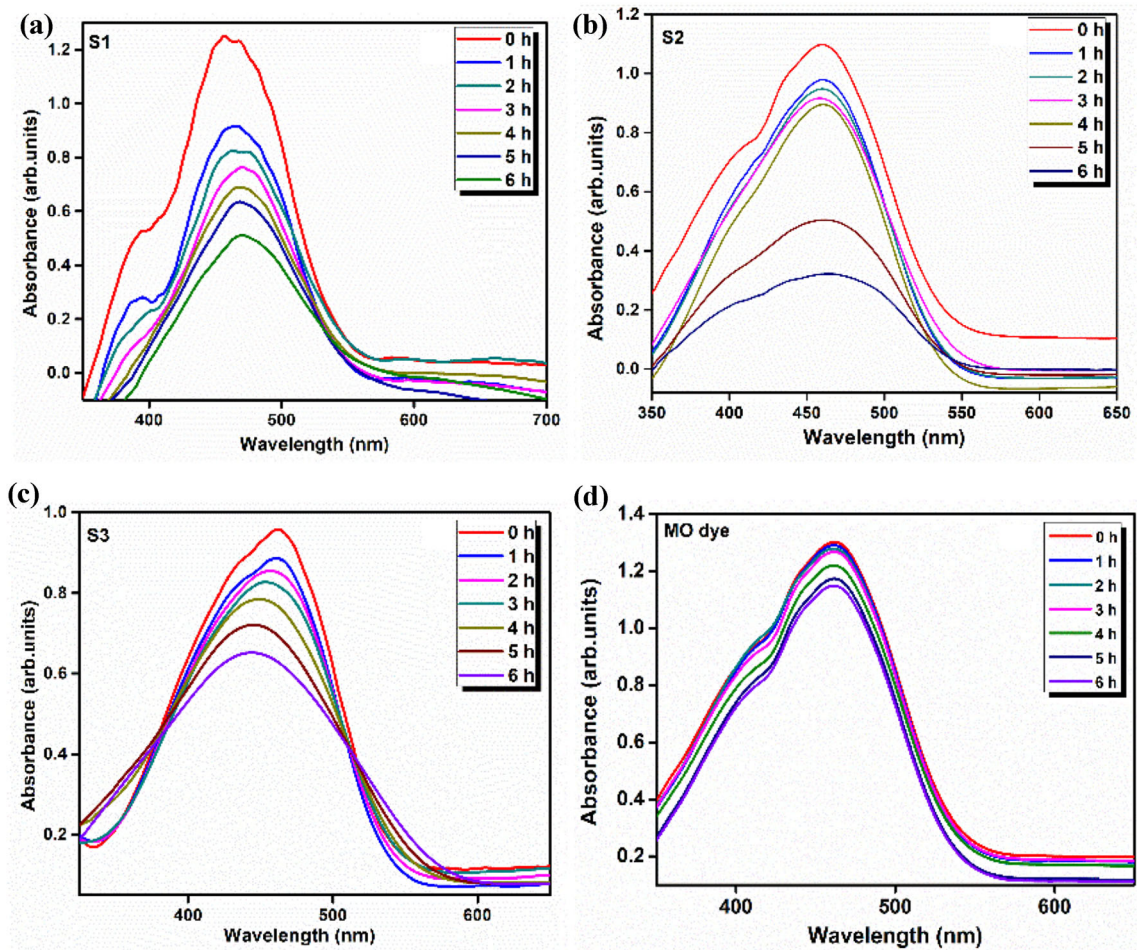 (a)
S1
0 h
1 h
2 h
3 h
4 h
5 h
6 h
1.2
1.0
0.8
0.6
0.4
0.2
0.0
Absorbance (arb.units)
400 500 600 700
Wavelength (nm)
(b)
S2
0 h
1 h
2 h
3 h
4 h
5 h
6 h
1.2
1.0
0.8
0.6
0.4
0.2
0.0
Absorbance (arb.units)
350 400 450 500 550 600 650
Wavelength (nm)
(c)
S3
0 h
1 h
2 h
3 h
4 h
5 h
6 h
1.0
0.8
0.6
0.4
0.2
Absorbance (arb.units)
400 500 600
Wavelength (nm)
(d)
MO dye
0 h
1 h
2 h
3 h
4 h
5 h
6 h
1.4
1.2
1.0
0.8
0.6
0.4
0.2
Absorbance (arb.units)
400 500 600
Wavelength (nm)